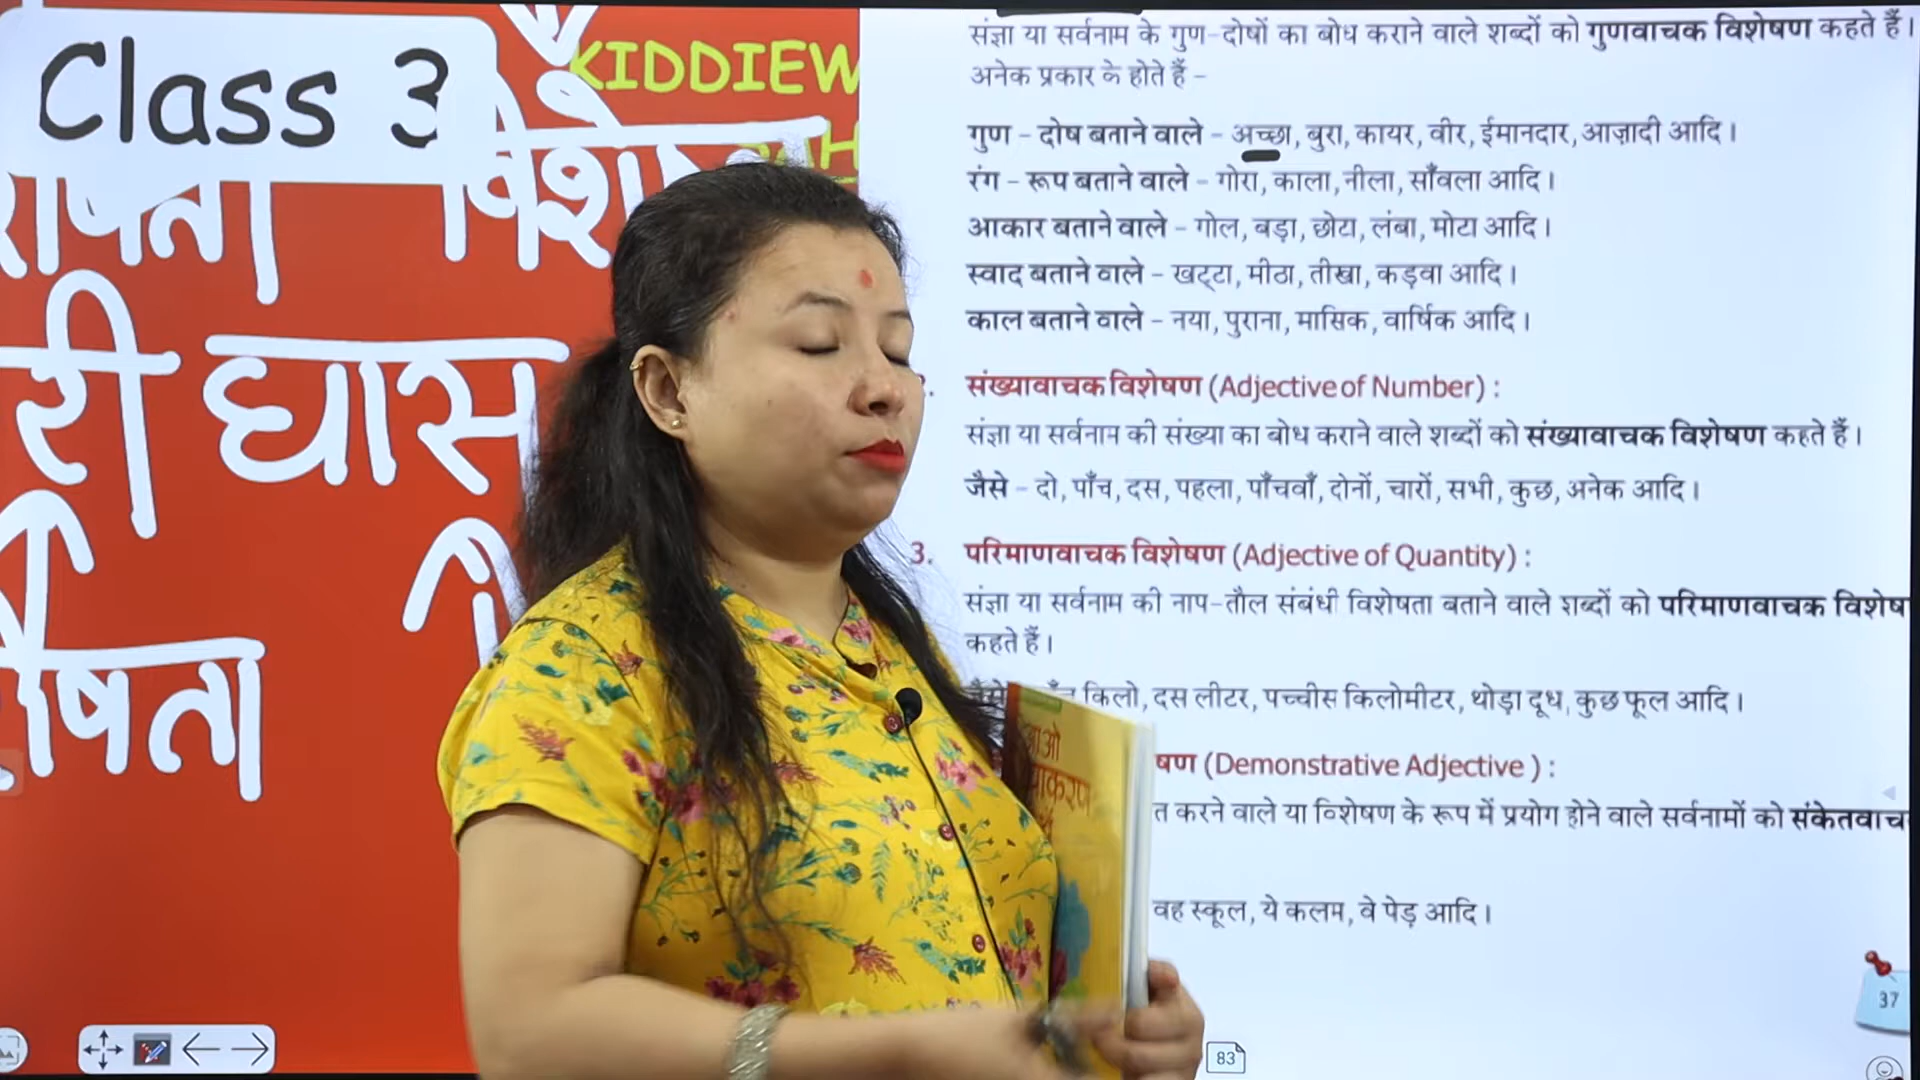 Class 3
KIDDIEW
री घास
षता
संज्ञा या सर्वनाम के गुण-दोषों का बोध कराने वाले शब्दों को गुणवाचक विशेषण कहते हैं।
अनेक प्रकार के होते हैं –
गुण – दोष बताने वाले – अच्छा, बुरा, कायर, वीर, ईमानदार, आज़ादी आदि।
रंग – रूप बताने वाले – गोरा, काला, नीला, साँवला आदि।
आकार बताने वाले – गोल, बड़ा, छोटा, लंबा, मोटा आदि।
स्वाद बताने वाले – खट्टा, मीठा, तीखा, कड़वा आदि।
काल बताने वाले – नया, पुराना, मासिक, वार्षिक आदि।
संख्यावाचक विशेषण (Adjective of Number) :
संज्ञा या सर्वनाम की संख्या का बोध कराने वाले शब्दों को संख्यावाचक विशेषण कहते हैं।
जैसे – दो, पाँच, दस, पहला, पाँचवाँ, दोनों, चारों, सभी, कुछ, अनेक आदि।
3. परिमाणवाचक विशेषण (Adjective of Quantity) :
संज्ञा या सर्वनाम की नाप-तौल संबंधी विशेषता बताने वाले शब्दों को परिमाणवाचक विशेष
कहते हैं।
किलो, दस लीटर, पच्चीस किलोमीटर, थोड़ा दूध, कुछ फूल आदि।
षण (Demonstrative Adjective ) :
त करने वाले या विशेषण के रूप में प्रयोग होने वाले सर्वनामों को संकेतवाच
वह स्कूल, ये कलम, वे पेड़ आदि।
37
83